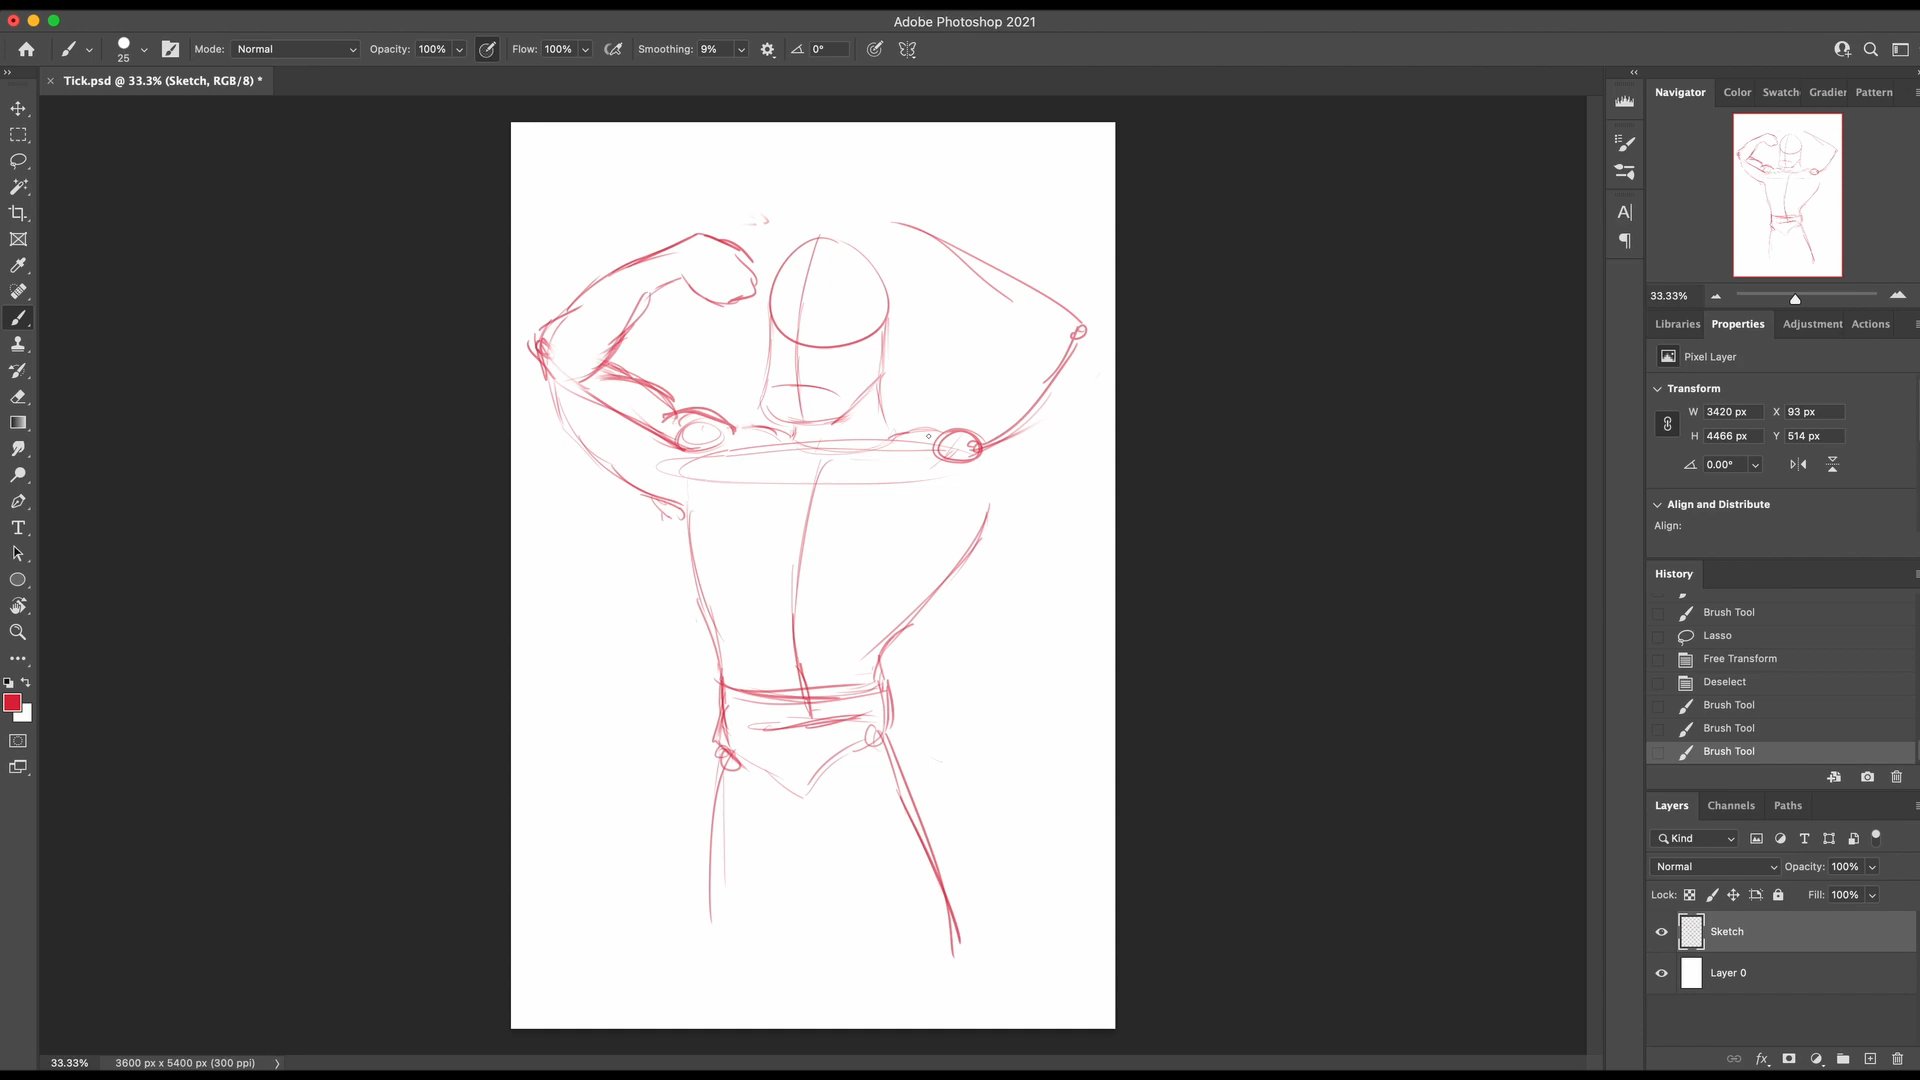 Adobe Photoshop 2021
25
Mode: Normal
Opacity: 100%
Flow: 100%
Smoothing: 9%
0°
Tick.psd @ 33.3% (Sketch, RGB/8) *
Navigator Color Swatch Gradier Pattern
33.33%
Libraries Properties Adjustment Actions
Pixel Layer
Transform
W 3420 px X 93 px
H 4466 px Y 514 px
0.00°
Align and Distribute
Align:
History
Brush Tool
Lasso
Free Transform
Deselect
Brush Tool
Brush Tool
Brush Tool
Layers Channels Paths
Kind
Normal Opacity: 100%
Lock: Fill: 100%
Sketch
Layer 0
fx
33.33% 3600 px x 5400 px (300 ppi)